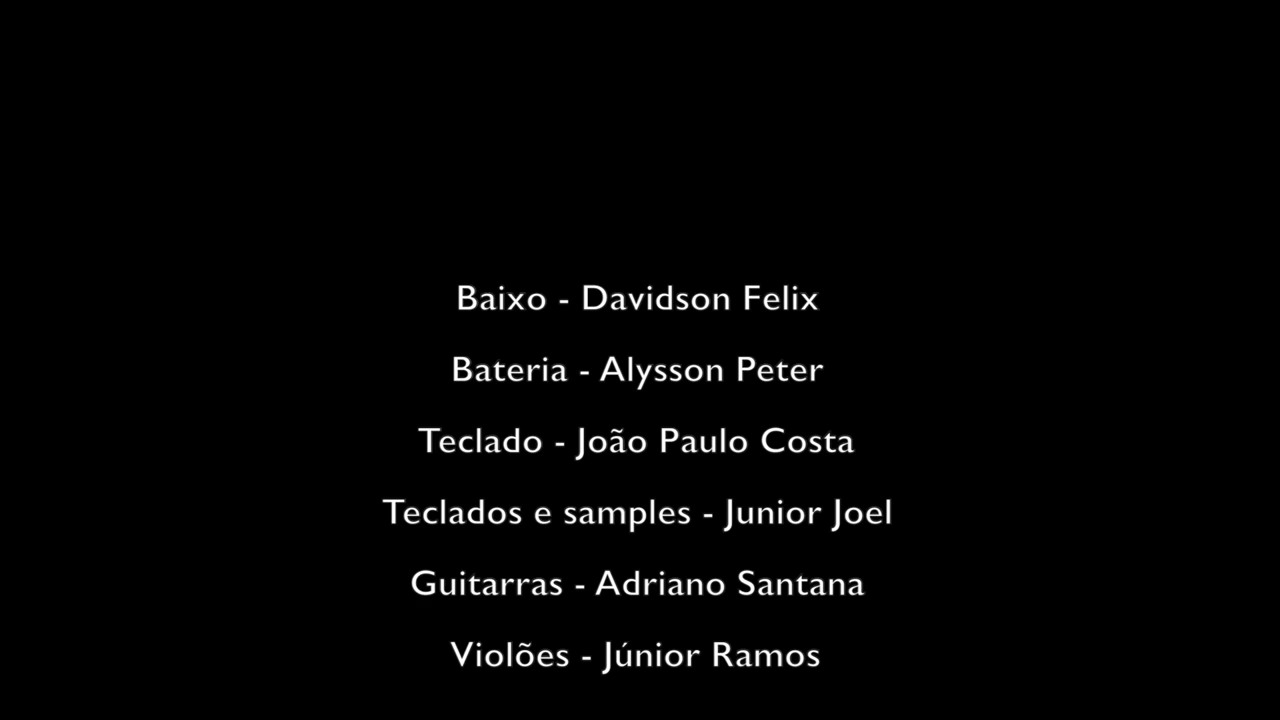 Baixo - Davidson Felix
Bateria - Alysson Peter
Teclado - João Paulo Costa
Teclados e samples - Junior Joel
Guitarras - Adriano Santana
Violões - Júnior Ramos